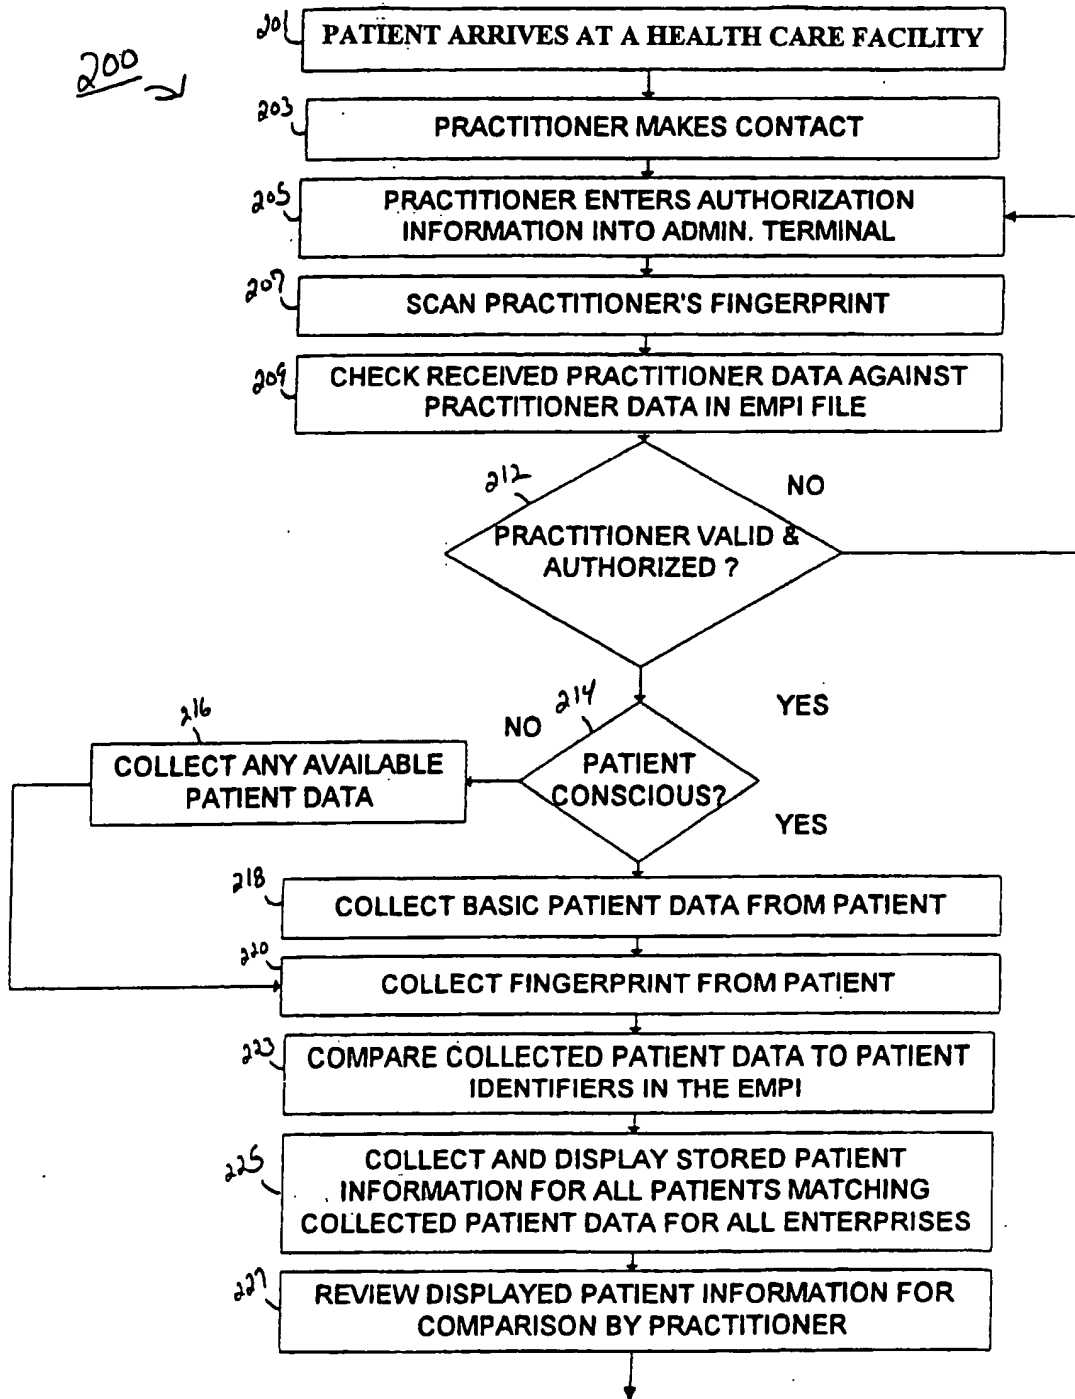 200
201
PATIENT ARRIVES AT A HEALTH CARE FACILITY
203
PRACTITIONER MAKES CONTACT
205
PRACTITIONER ENTERS AUTHORIZATION
INFORMATION INTO ADMIN. TERMINAL
207
SCAN PRACTITIONER'S FINGERPRINT
209
CHECK RECEIVED PRACTITIONER DATA AGAINST
PRACTITIONER DATA IN EMPI FILE
212
NO
PRACTITIONER VALID &
AUTHORIZED ?
YES
214
NO
PATIENT
CONSCIOUS?
YES
216
COLLECT ANY AVAILABLE
PATIENT DATA
218
COLLECT BASIC PATIENT DATA FROM PATIENT
220
COLLECT FINGERPRINT FROM PATIENT
223
COMPARE COLLECTED PATIENT DATA TO PATIENT
IDENTIFIERS IN THE EMPI
225
COLLECT AND DISPLAY STORED PATIENT
INFORMATION FOR ALL PATIENTS MATCHING
COLLECTED PATIENT DATA FOR ALL ENTERPRISES
227
REVIEW DISPLAYED PATIENT INFORMATION FOR
COMPARISON BY PRACTITIONER